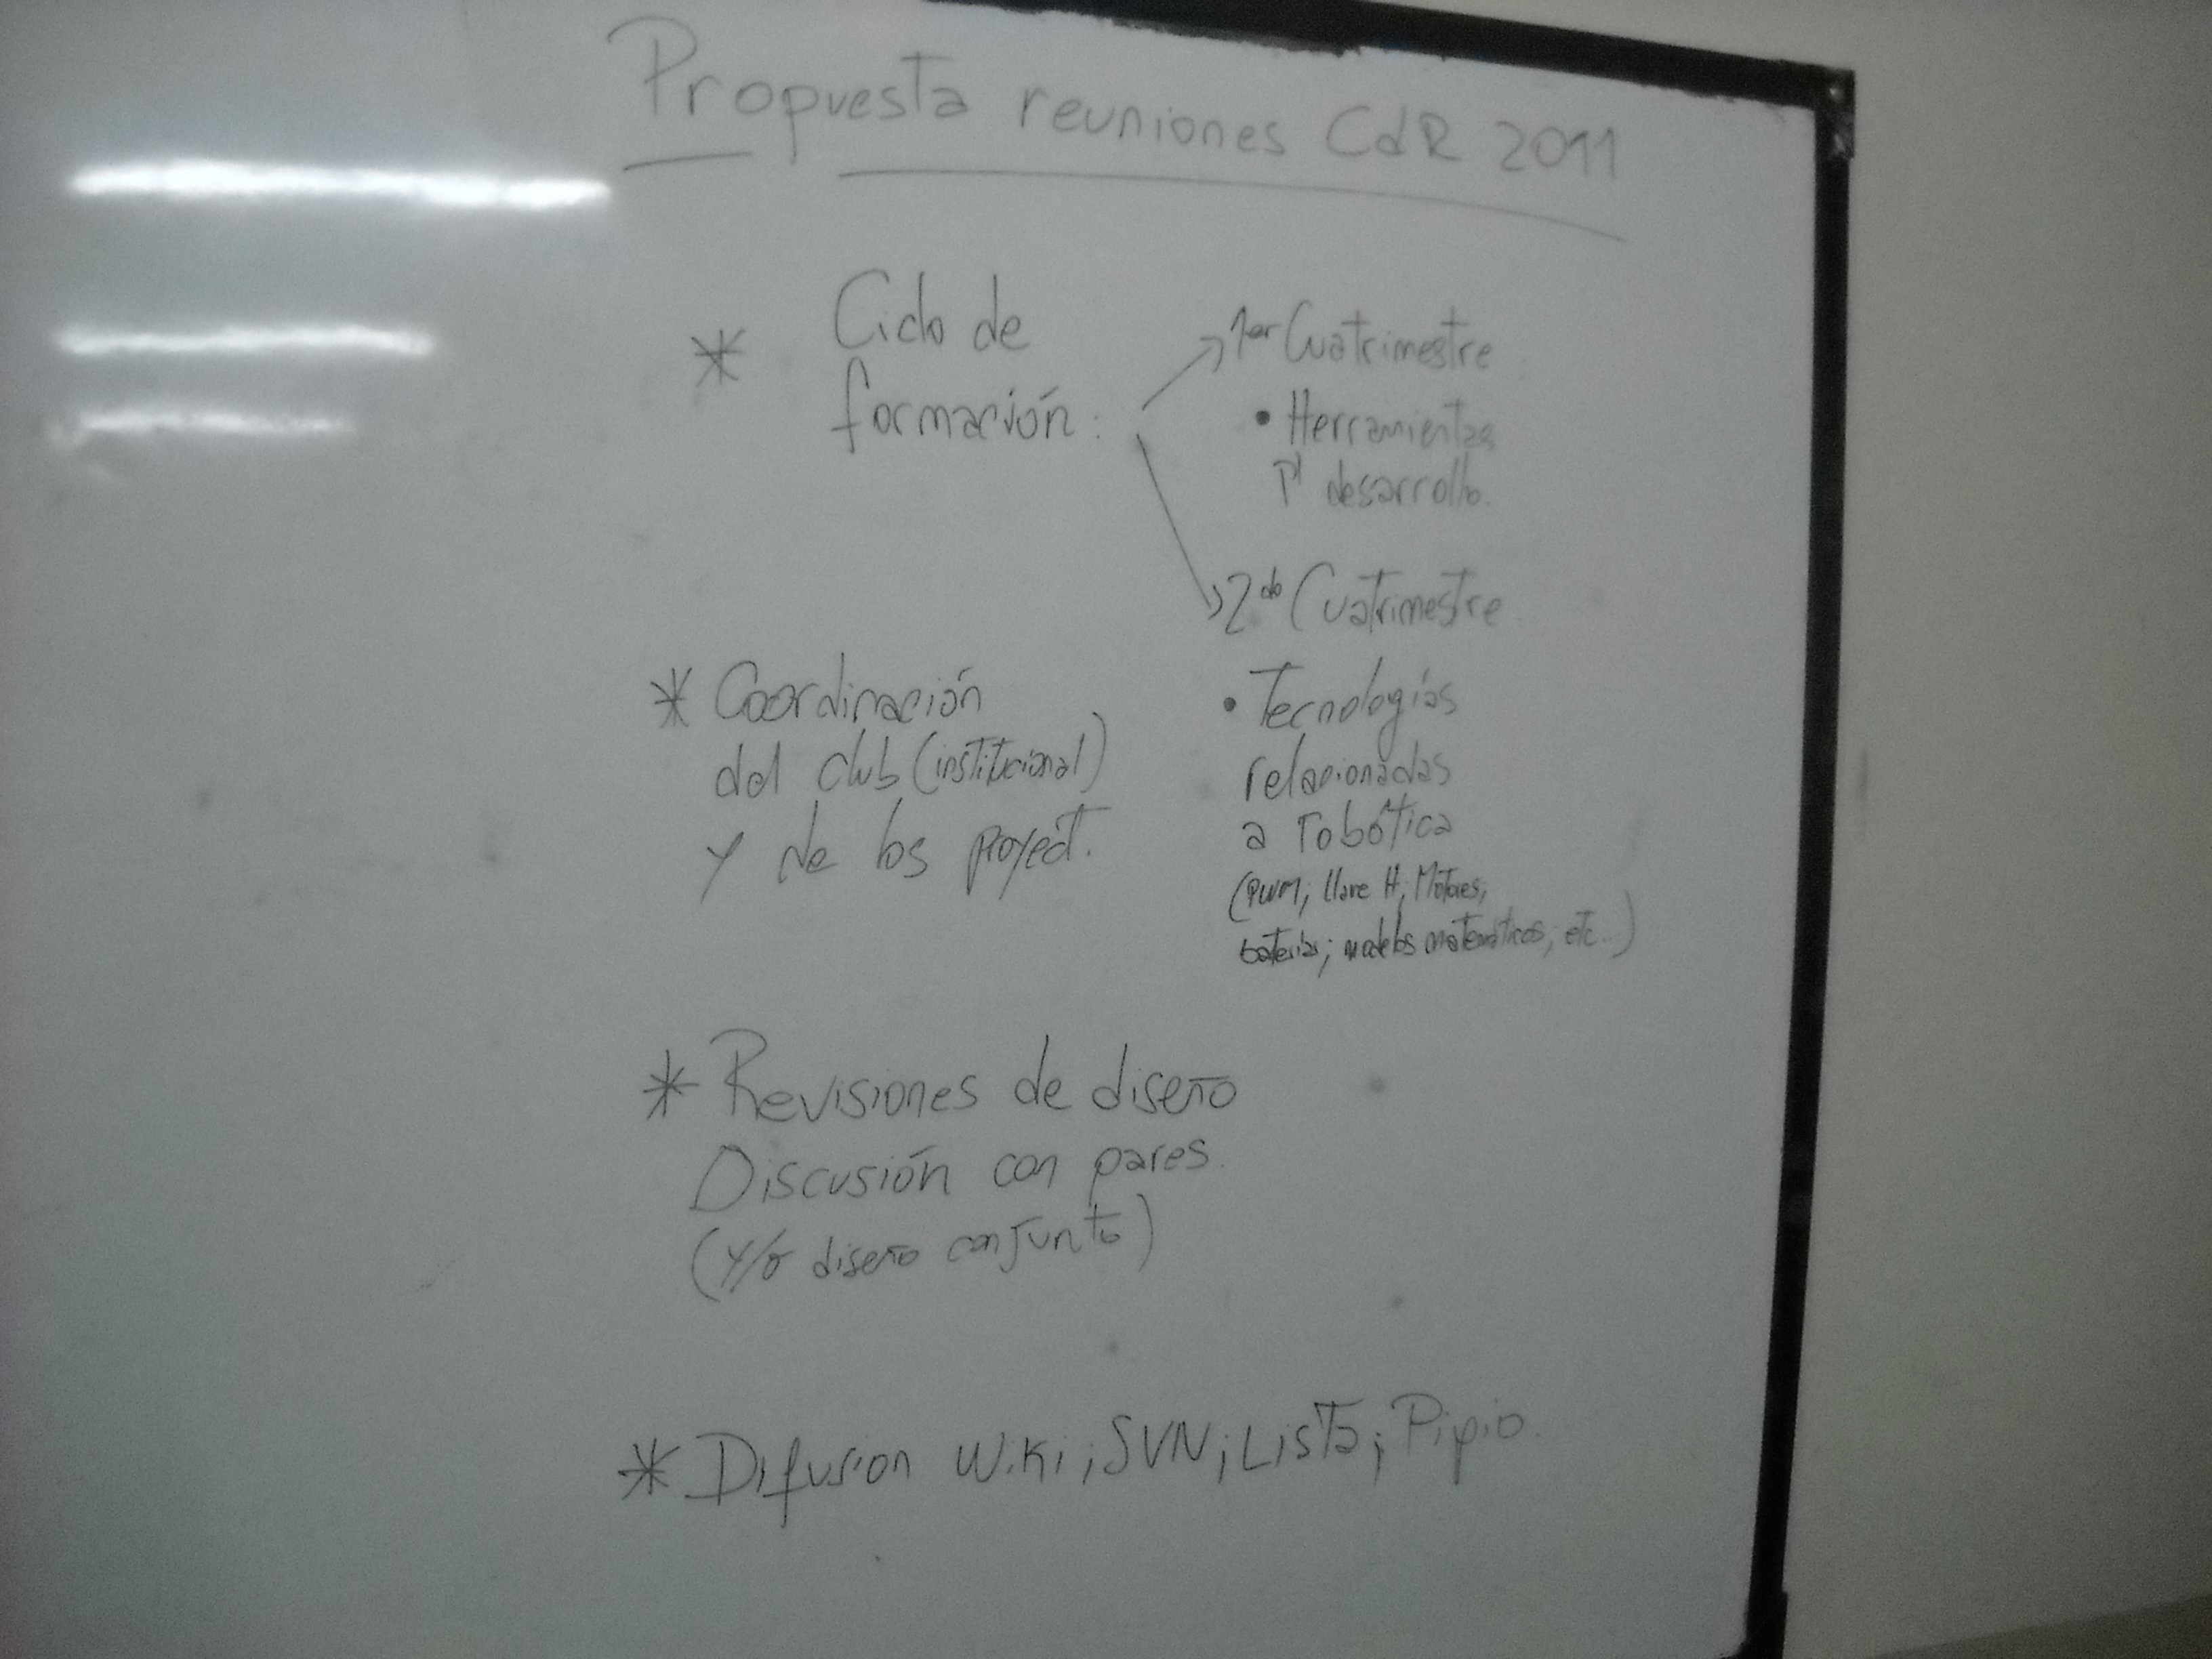 Propuesta reuniones CdR 2011
* Ciclo de
formación:
1er Cuatrimestre
• Herramientas
P' desarrollo.
2do Cuatrimestre
• Tecnologías
relacionadas
a robótica
(PWM; llave H; Motores;
baterías; modelos matemáticos; etc..)
* Coordinación
del club (institucional)
y de los proyect.
* Revisiones de diseño
Discusión con pares.
(y/o diseño conjunto)
* Difusion Wiki; SVN; Lista; Pipio.